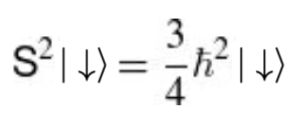 S² |↓⟩ = 3/4 ħ² |↓⟩